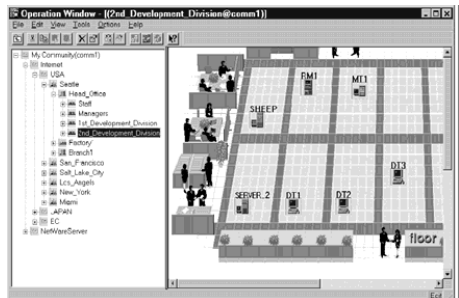 Operation Window - [(2nd_Development_Division@comm1)]
File Edit View Tools Options Help
My Community(comm1)
Internet
USA
Seattle
Head_Office
Staff
Managers
1st_Development_Division
2nd_Development_Division
Factory
Branch1
San_Francisco
Salt_Lake_City
Los_Angels
New_York
Miami
JAPAN
EC
NetWareServer
RM1
MT1
SHEEP
DT3
SERVER_2
DT1
DT2
floor